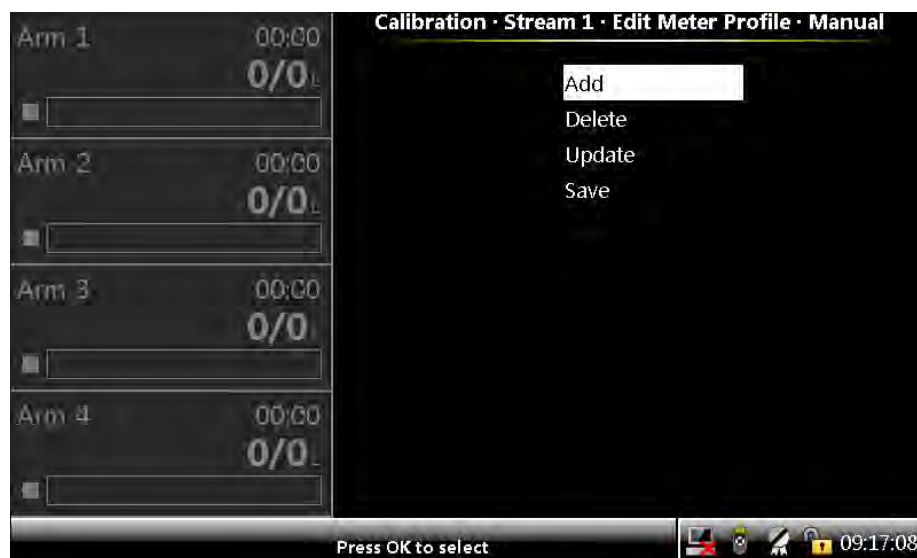 Calibration · Stream 1 · Edit Meter Profile · Manual
Arm 1 00:00
0/0 L
Arm 2 00:00
0/0
Arm 3 00:00
0/0
Arm 4 00:00
0/0
Add
Delete
Update
Save
Press OK to select
09:17:08